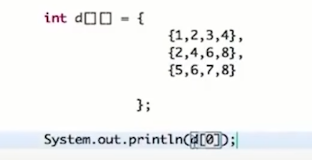 int d[][] = {
{1,2,3,4},
{2,4,6,8},
{5,6,7,8}
};
System.out.println(d[0]);